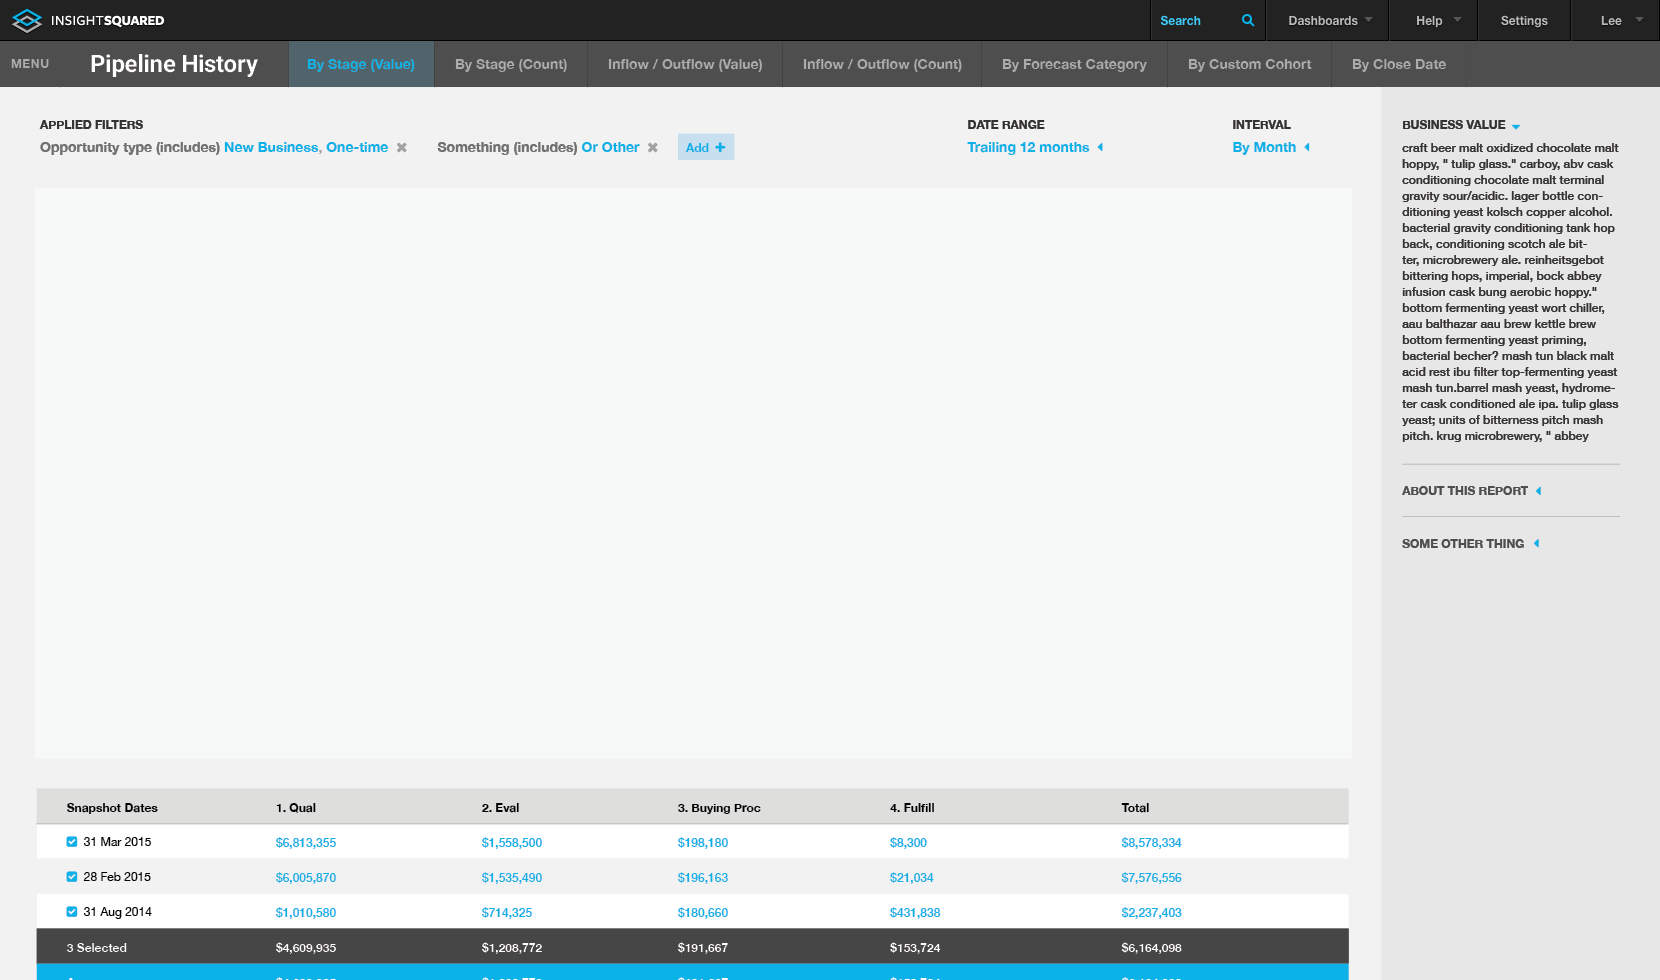 INSIGHTSQUARED
Search
Dashboards
Help
Settings
Lee
MENU
Pipeline History
By Stage (Value)
By Stage (Count)
Inflow / Outflow (Value)
Inflow / Outflow (Count)
By Forecast Category
By Custom Cohort
By Close Date
APPLIED FILTERS
Opportunity type (includes) New Business, One-time
Something (includes) Or Other
Add +
DATE RANGE
Trailing 12 months
INTERVAL
By Month
BUSINESS VALUE
craft beer malt oxidized chocolate malt
hoppy, " tulip glass." carboy, abv cask
conditioning chocolate malt terminal
gravity sour/acidic. lager bottle con-
ditioning yeast kolsch copper alcohol.
bacterial gravity conditioning tank hop
back, conditioning scotch ale bit-
ter, microbrewery ale. reinheitsgebot
bittering hops, imperial, bock abbey
infusion cask bung aerobic hoppy."
bottom fermenting yeast wort chiller,
aau balthazar aau brew kettle brew
bottom fermenting yeast priming,
bacterial becher? mash tun black malt
acid rest ibu filter top-fermenting yeast
mash tun.barrel mash yeast, hydrome-
ter cask conditioned ale ipa. tulip glass
yeast; units of bitterness pitch mash
pitch. krug microbrewery, " abbey
ABOUT THIS REPORT
SOME OTHER THING
Snapshot Dates 1. Qual 2. Eval 3. Buying Proc 4. Fulfill Total
31 Mar 2015 $6,813,355 $1,558,500 $198,180 $8,300 $8,578,334
28 Feb 2015 $6,005,870 $1,535,490 $196,163 $21,034 $7,576,556
31 Aug 2014 $1,010,580 $714,325 $180,660 $431,838 $2,237,403
3 Selected $4,609,935 $1,208,772 $191,667 $153,724 $6,164,098